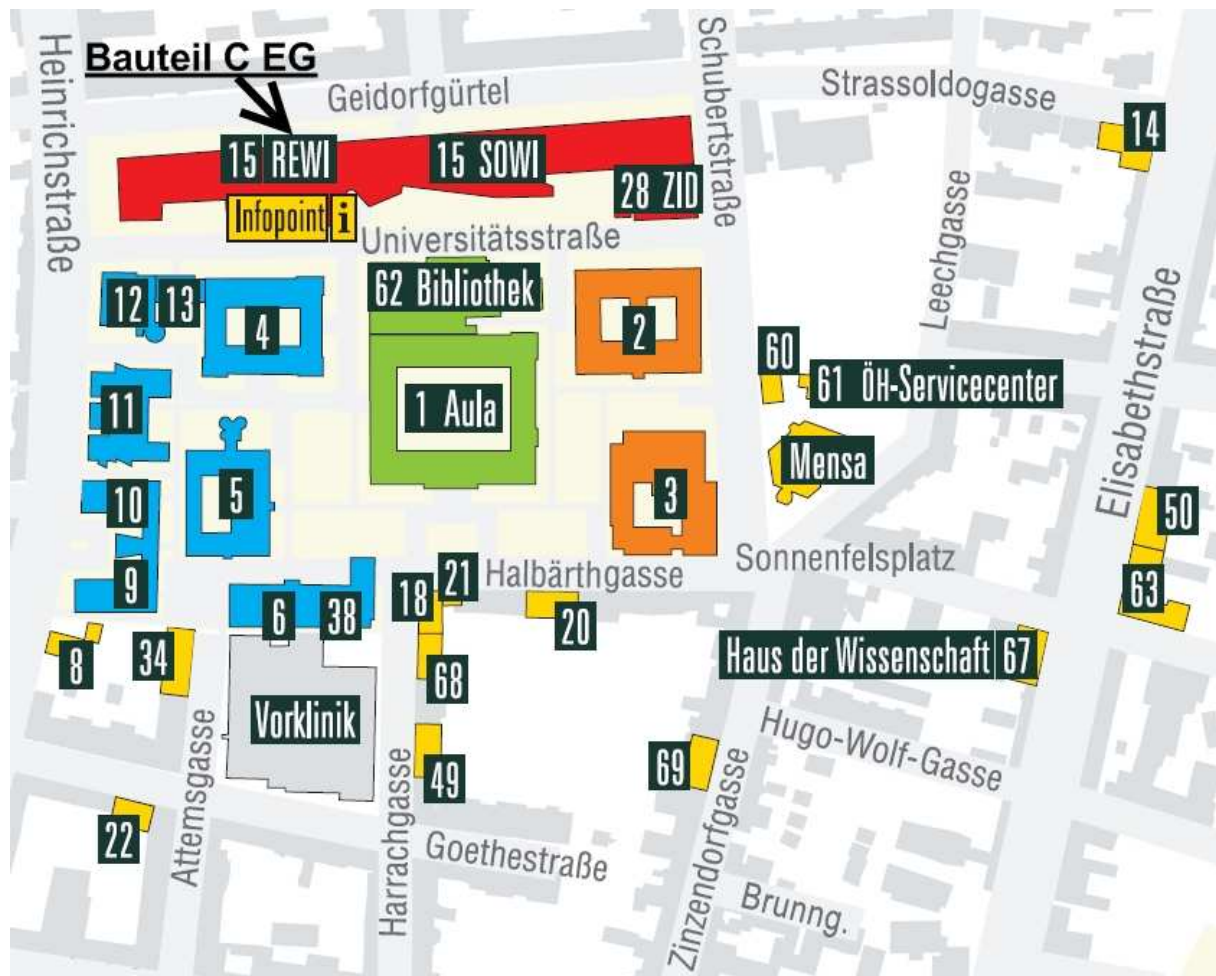 Bauteil C EG
Heinrichstraße
Geidorfgürtel
Schubertstraße
Strassoldogasse
14
15 REWI
15 SOWI
28 ZID
Infopoint i
Universitätsstraße
Leechgasse
Elisabethstraße
12
13
4
62 Bibliothek
2
60
61 ÖH-Servicecenter
11
1 Aula
Mensa
10
5
3
50
9
Sonnenfelsplatz
21
Halbärthgasse
18
6
38
20
63
8
34
68
Haus der Wissenschaft 67
Vorklinik
Hugo-Wolf-Gasse
49
69
22
Attemsgasse
Harrachgasse
Goethestraße
Zinzendorfgasse
Brunng.